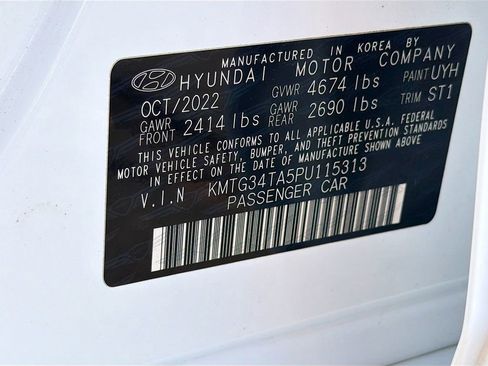 MANUFACTURED IN KOREA BY
HYUNDAI MOTOR COMPANY
OCT/2022 GVWR 4674 lbs PAINT UYH
GAWR FRONT 2414 lbs GAWR REAR 2690 lbs TRIM ST1
THIS VEHICLE CONFORMS TO ALL APPLICABLE U.S.A. FEDERAL
MOTOR VEHICLE SAFETY, BUMPER, AND THEFT PREVENTION STANDARDS
IN EFFECT ON THE DATE OF MANUFACTURE SHOWN ABOVE.
V.I.N KMTG34TA5PU115313
PASSENGER CAR